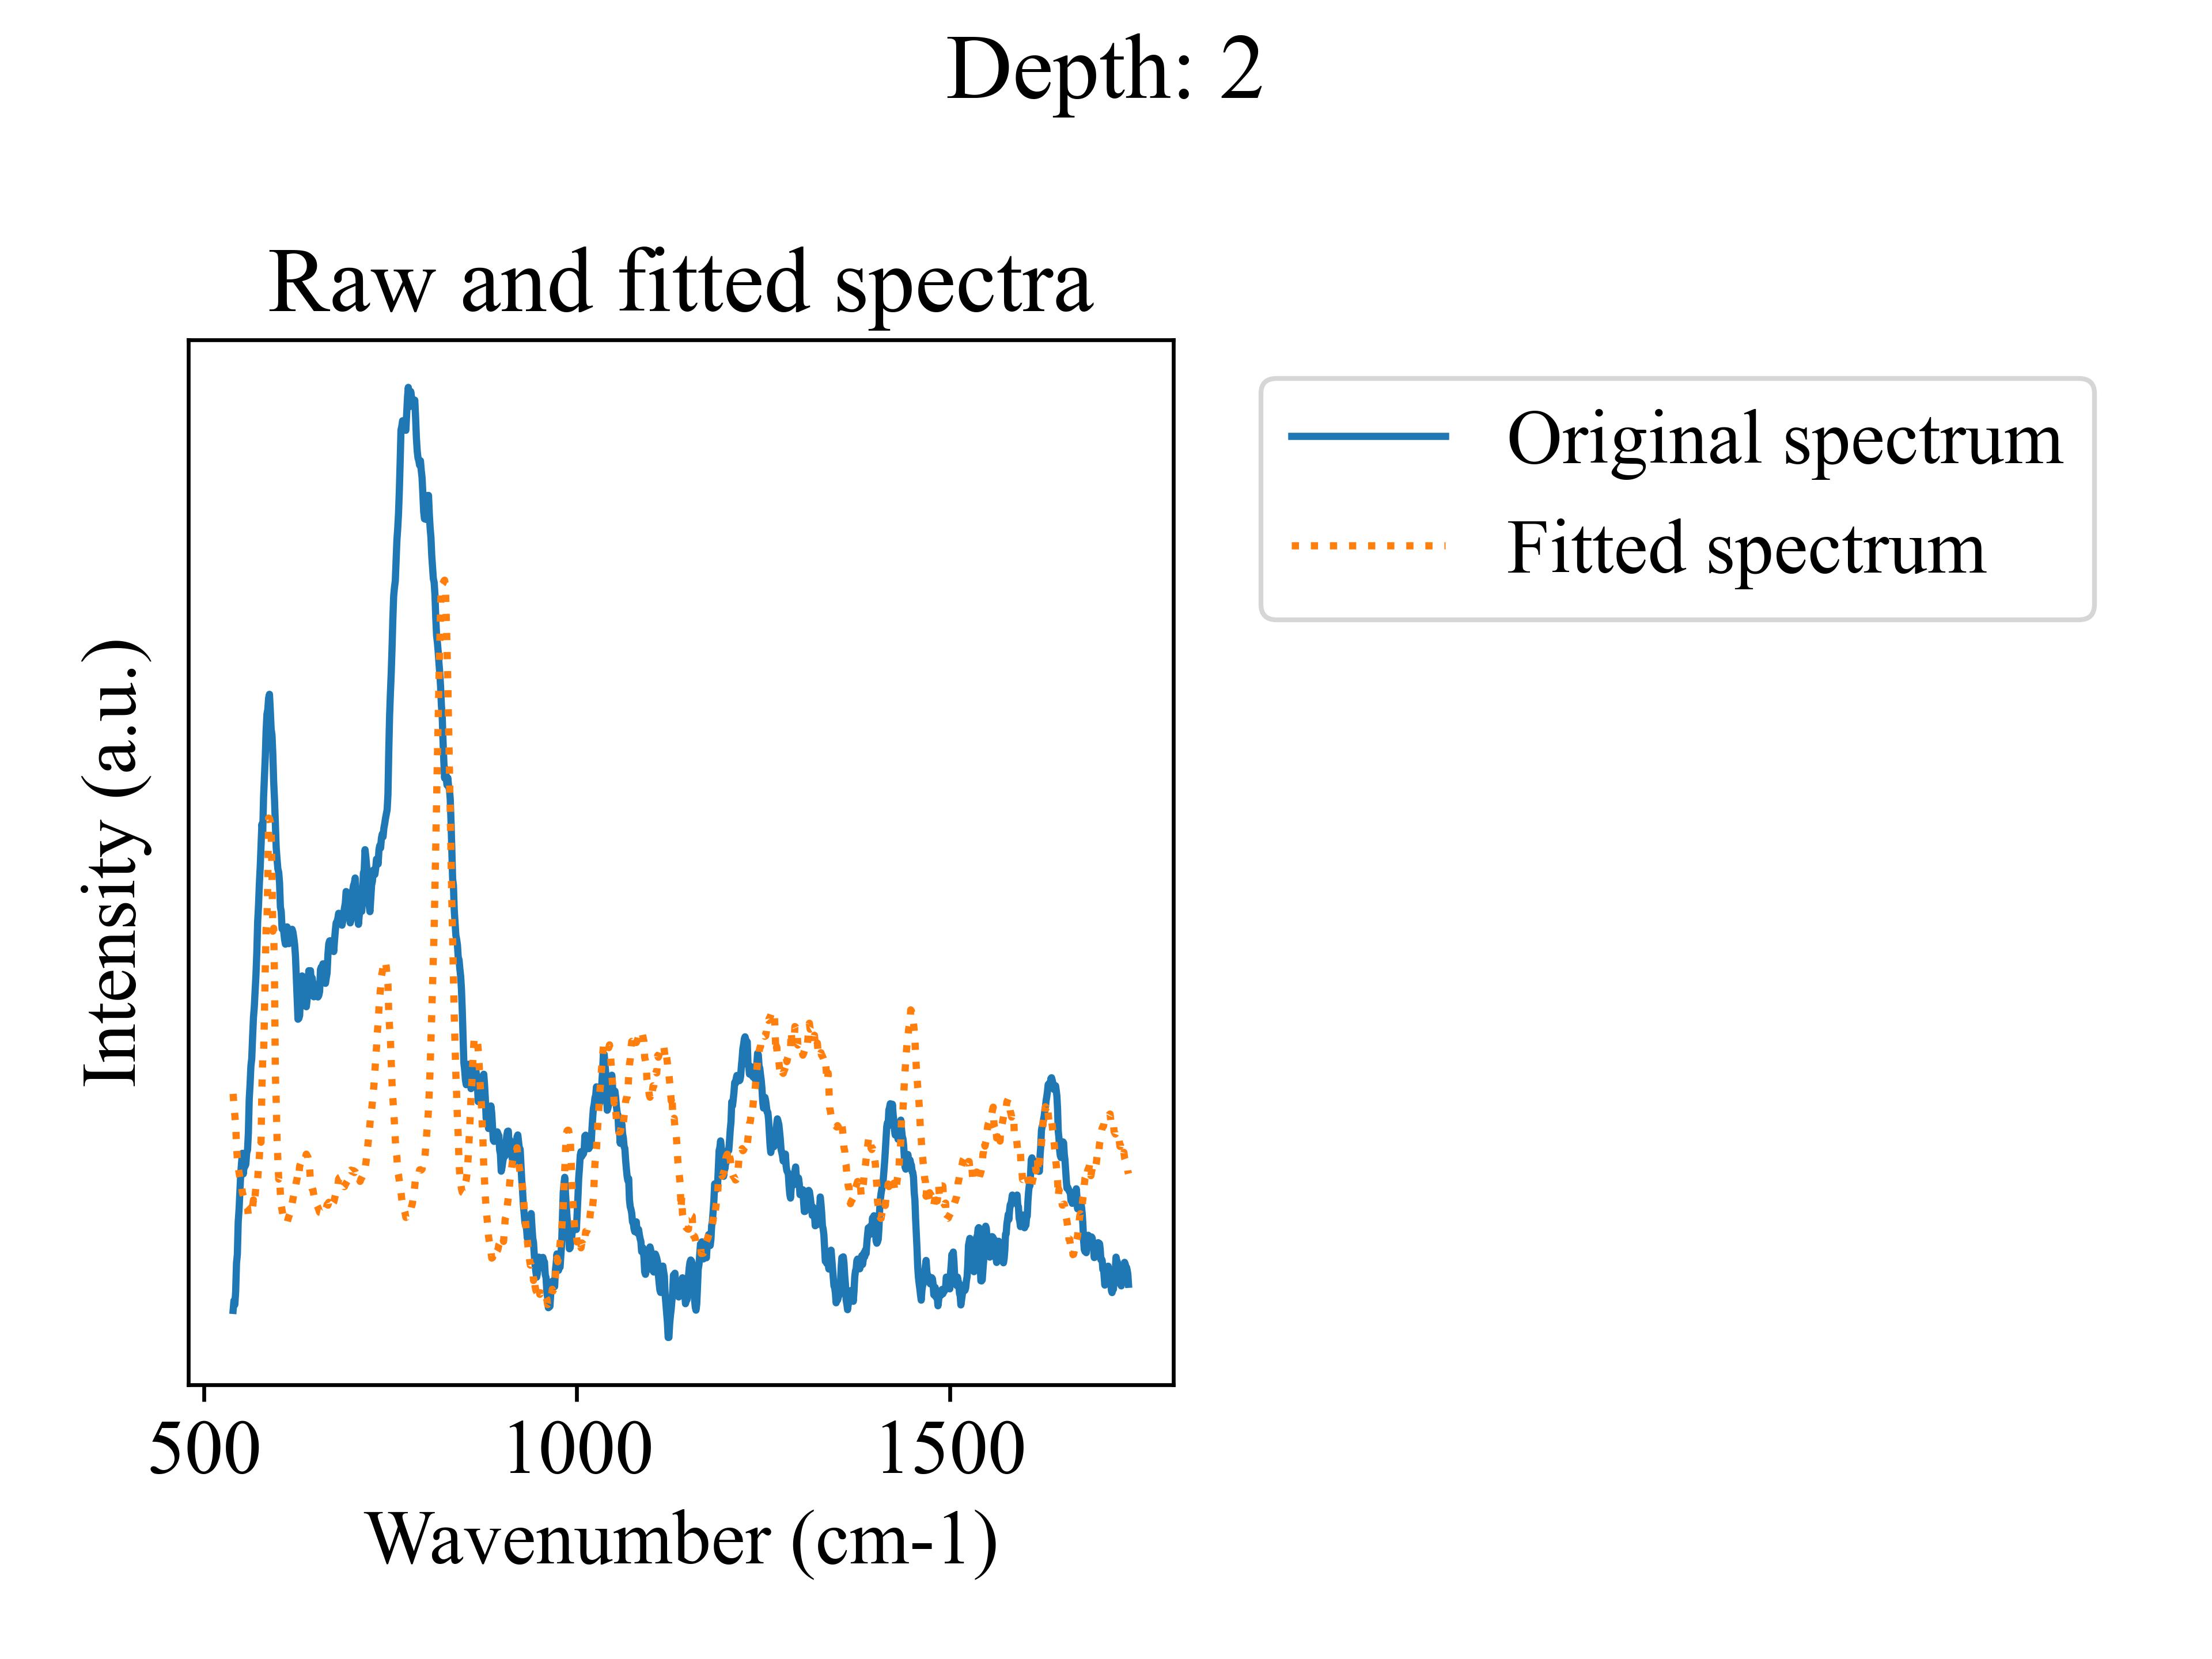 Depth: 2
Raw and fitted spectra
Original spectrum
Fitted spectrum
Intensity (a.u.)
500 1000 1500
Wavenumber (cm-1)